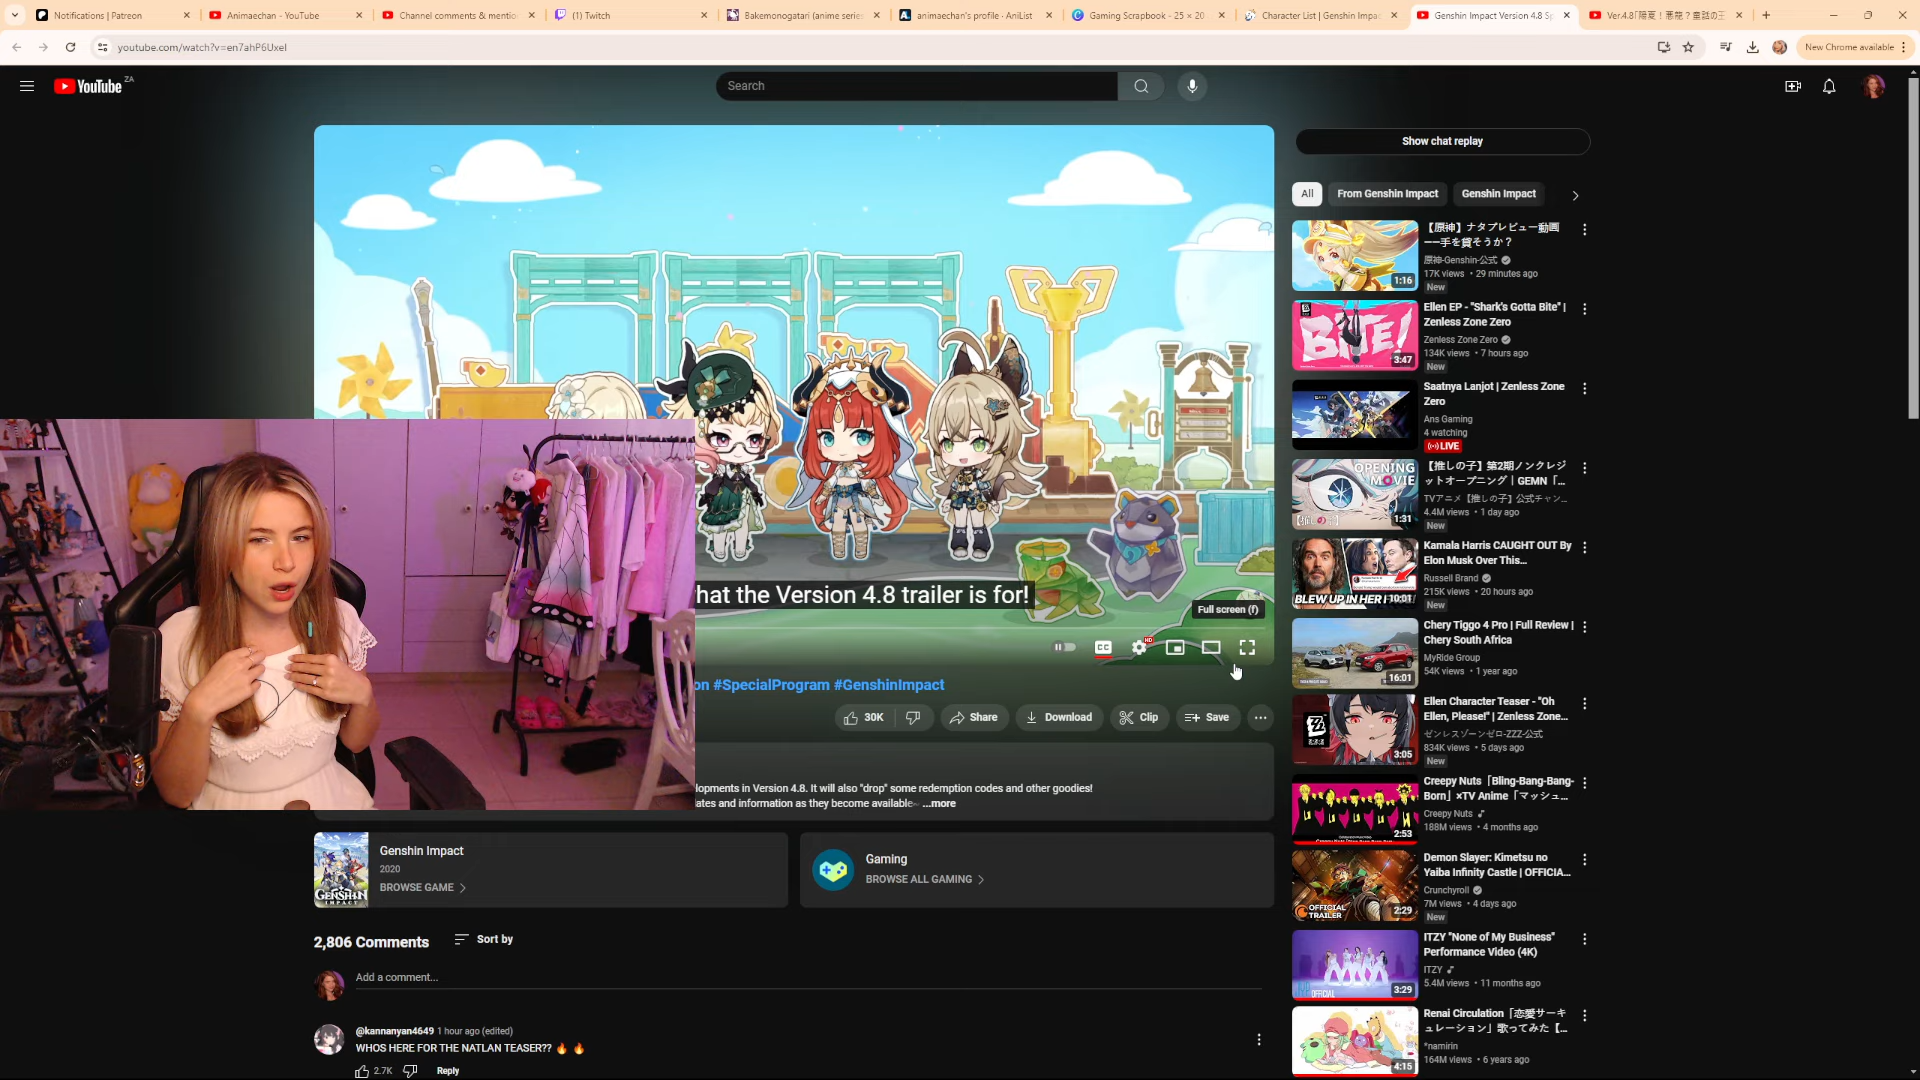 Notifications | Patreon
Animaechan - YouTube
Channel comments & mentio
(1) Twitch
Bakemonogatari (anime serie
animaechan's profile · AniList
Gaming Scrapbook - 25 × 20
Character List | Genshin Impa
Genshin Impact Version 4.8 Sp
youtube.com/watch?v=en7ahP6UxeI
New Chrome available
YouTube
ZA
Search
Show chat replay
All
From Genshin Impact
Genshin Impact
hat the Version 4.8 trailer is for!
Full screen (f)
CC
HD
on #SpecialProgram #GenshinImpact
30K
Share
Download
Clip
Save
lopments in Version 4.8. It will also "drop" some redemption codes and other goodies!
ates and information as they become available~ ...more
GENSHIN
IMPACT
Genshin Impact
2020
BROWSE GAME
Gaming
BROWSE ALL GAMING
2,806 Comments
Sort by
Add a comment...
@kannanyan4649 1 hour ago (edited)
WHOS HERE FOR THE NATLAN TEASER?? 🔥 🔥
2.7K
Reply
【原神】ナタプレビュー動画
——手を貸そうか？
原神-Genshin-公式
17K views • 29 minutes ago
New
1:16
Ellen EP - "Shark's Gotta Bite" |
Zenless Zone Zero
Zenless Zone Zero
134K views • 7 hours ago
New
BITE!
3:47
Saatnya Lanjot | Zenless Zone
Zero
Ans Gaming
4 watching
LIVE
【推しの子】第2期ノンクレジ
ットオープニング｜GEMN「...
TVアニメ【推しの子】公式チャン...
4.4M views • 1 day ago
New
OPENING
MOVIE
1:31
Kamala Harris CAUGHT OUT By
Elon Musk Over This...
Russell Brand
215K views • 20 hours ago
New
10:01
Chery Tiggo 4 Pro | Full Review |
Chery South Africa
MyRide Group
54K views • 1 year ago
16:01
Ellen Character Teaser - "Oh
Ellen, Please!" | Zenless Zone...
ゼンレスゾーンゼロ-ZZZ-公式
834K views • 5 days ago
New
3:05
Creepy Nuts「Bling-Bang-Bang-
Born」×TV Anime「マッシュ...
Creepy Nuts
188M views • 4 months ago
2:53
Demon Slayer: Kimetsu no
Yaiba Infinity Castle | OFFICIA...
Crunchyroll
7M views • 4 days ago
New
OFFICIAL
TRAILER
2:29
ITZY "None of My Business"
Performance Video (4K)
ITZY
5.4M views • 11 months ago
OFFICIAL
3:29
Renai Circulation「恋愛サーキ
ュレーション」歌ってみた【...
*namirin
164M views • 6 years ago
4:15